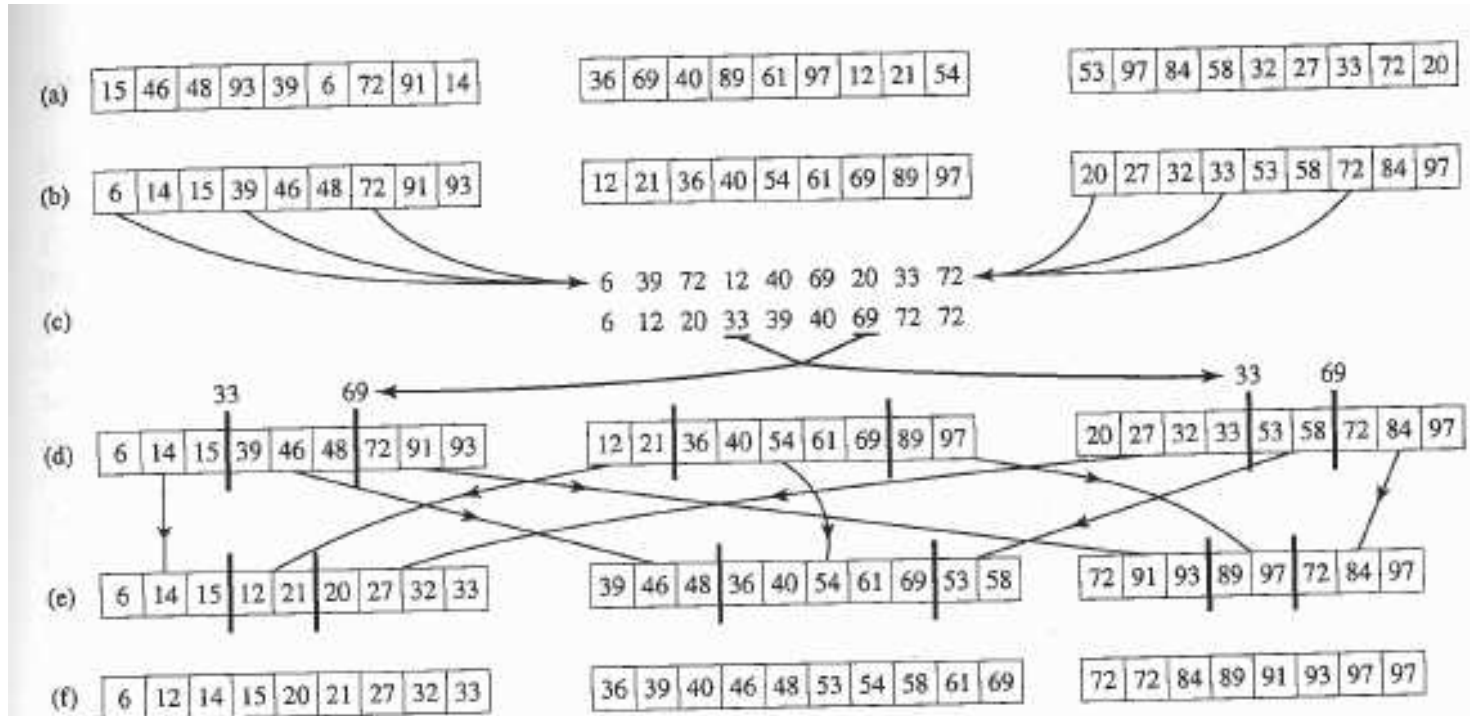 (a) 15 46 48 93 39 6 72 91 14 36 69 40 89 61 97 12 21 54 53 97 84 58 32 27 33 72 20
(b) 6 14 15 39 46 48 72 91 93 12 21 36 40 54 61 69 89 97 20 27 32 33 53 58 72 84 97
6 39 72 12 40 69 20 33 72
(c) 6 12 20 33 39 40 69 72 72
33 69 33 69
(d) 6 14 15 39 46 48 72 91 93 12 21 36 40 54 61 69 89 97 20 27 32 33 53 58 72 84 97
(e) 6 14 15 12 21 20 27 32 33 39 46 48 36 40 54 61 69 53 58 72 91 93 89 97 72 84 97
(f) 6 12 14 15 20 21 27 32 33 36 39 40 46 48 53 54 58 61 69 72 72 84 89 91 93 97 97